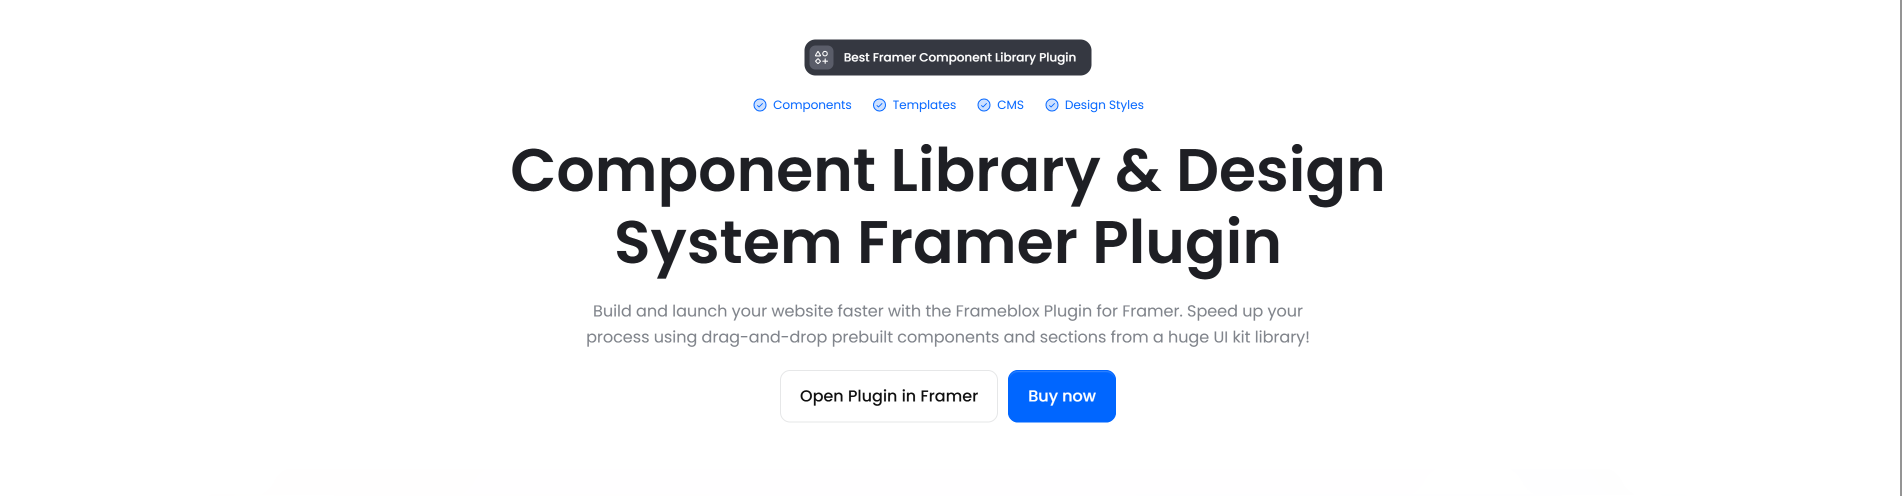 Best Framer Component Library Plugin
Components Templates CMS Design Styles
Component Library & Design
System Framer Plugin
Build and launch your website faster with the Frameblox Plugin for Framer. Speed up your
process using drag-and-drop prebuilt components and sections from a huge UI kit library!
Open Plugin in Framer Buy now